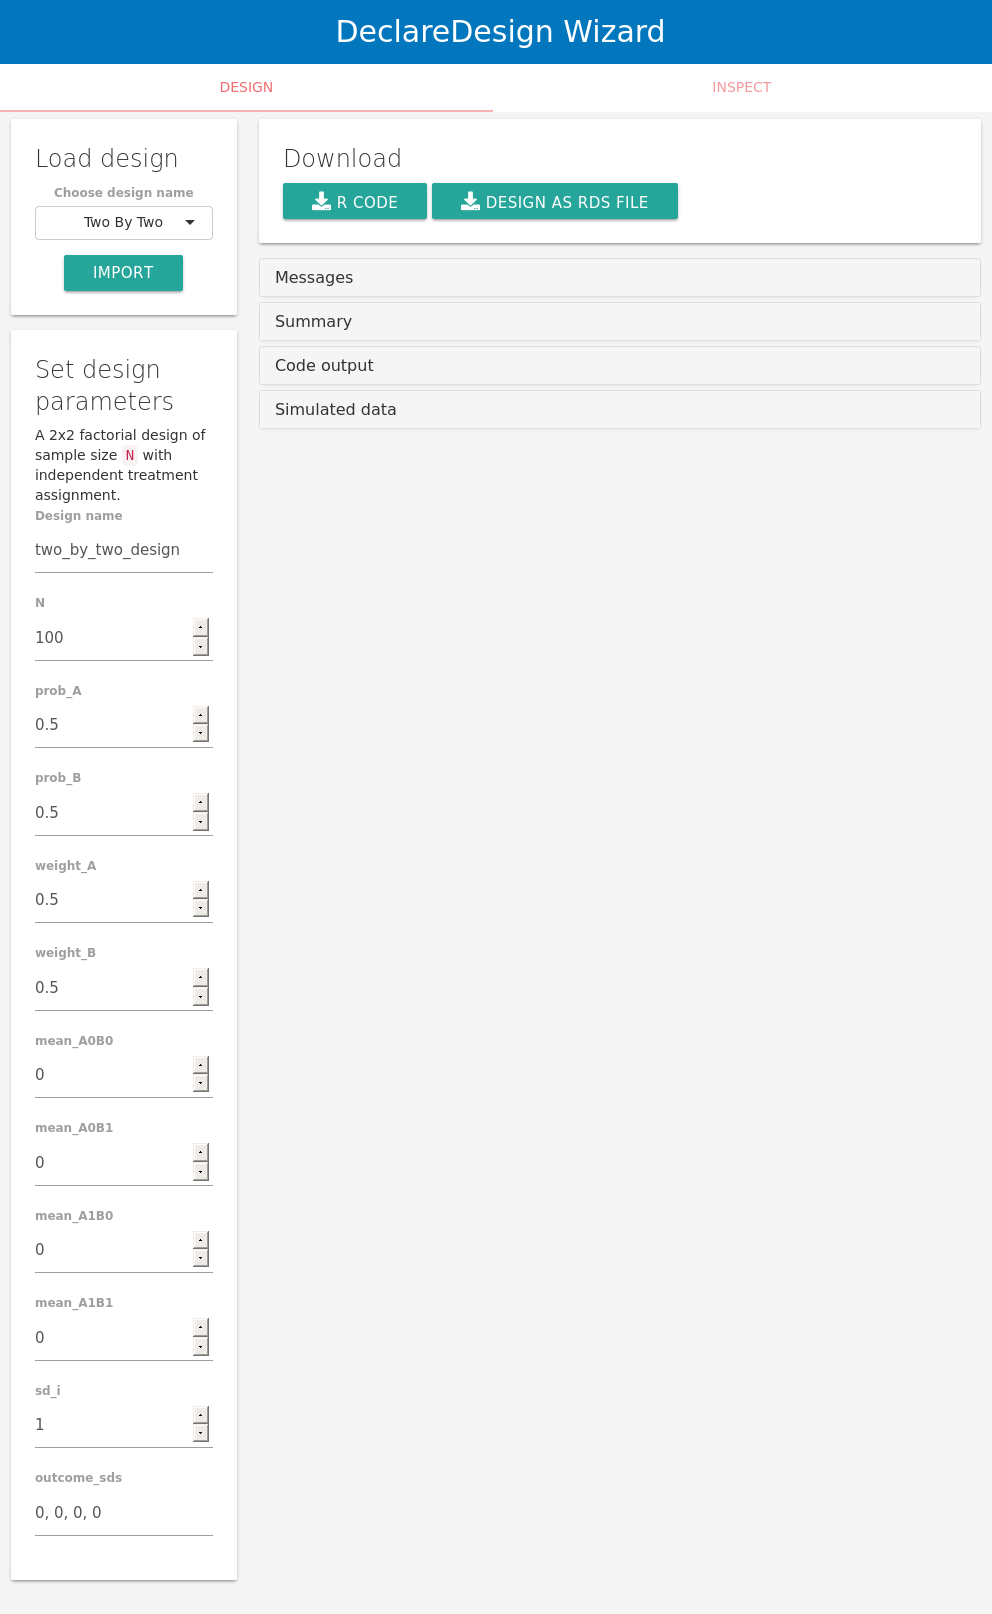 DeclareDesign Wizard
DESIGN
INSPECT
Load design
Choose design name
Two By Two
IMPORT
Set design
parameters
A 2x2 factorial design of
sample size N with
independent treatment
assignment.
Design name
two_by_two_design
N
100
prob_A
0.5
prob_B
0.5
weight_A
0.5
weight_B
0.5
mean_A0B0
0
mean_A0B1
0
mean_A1B0
0
mean_A1B1
0
sd_i
1
outcome_sds
0, 0, 0, 0
Download
R CODE
DESIGN AS RDS FILE
Messages
Summary
Code output
Simulated data